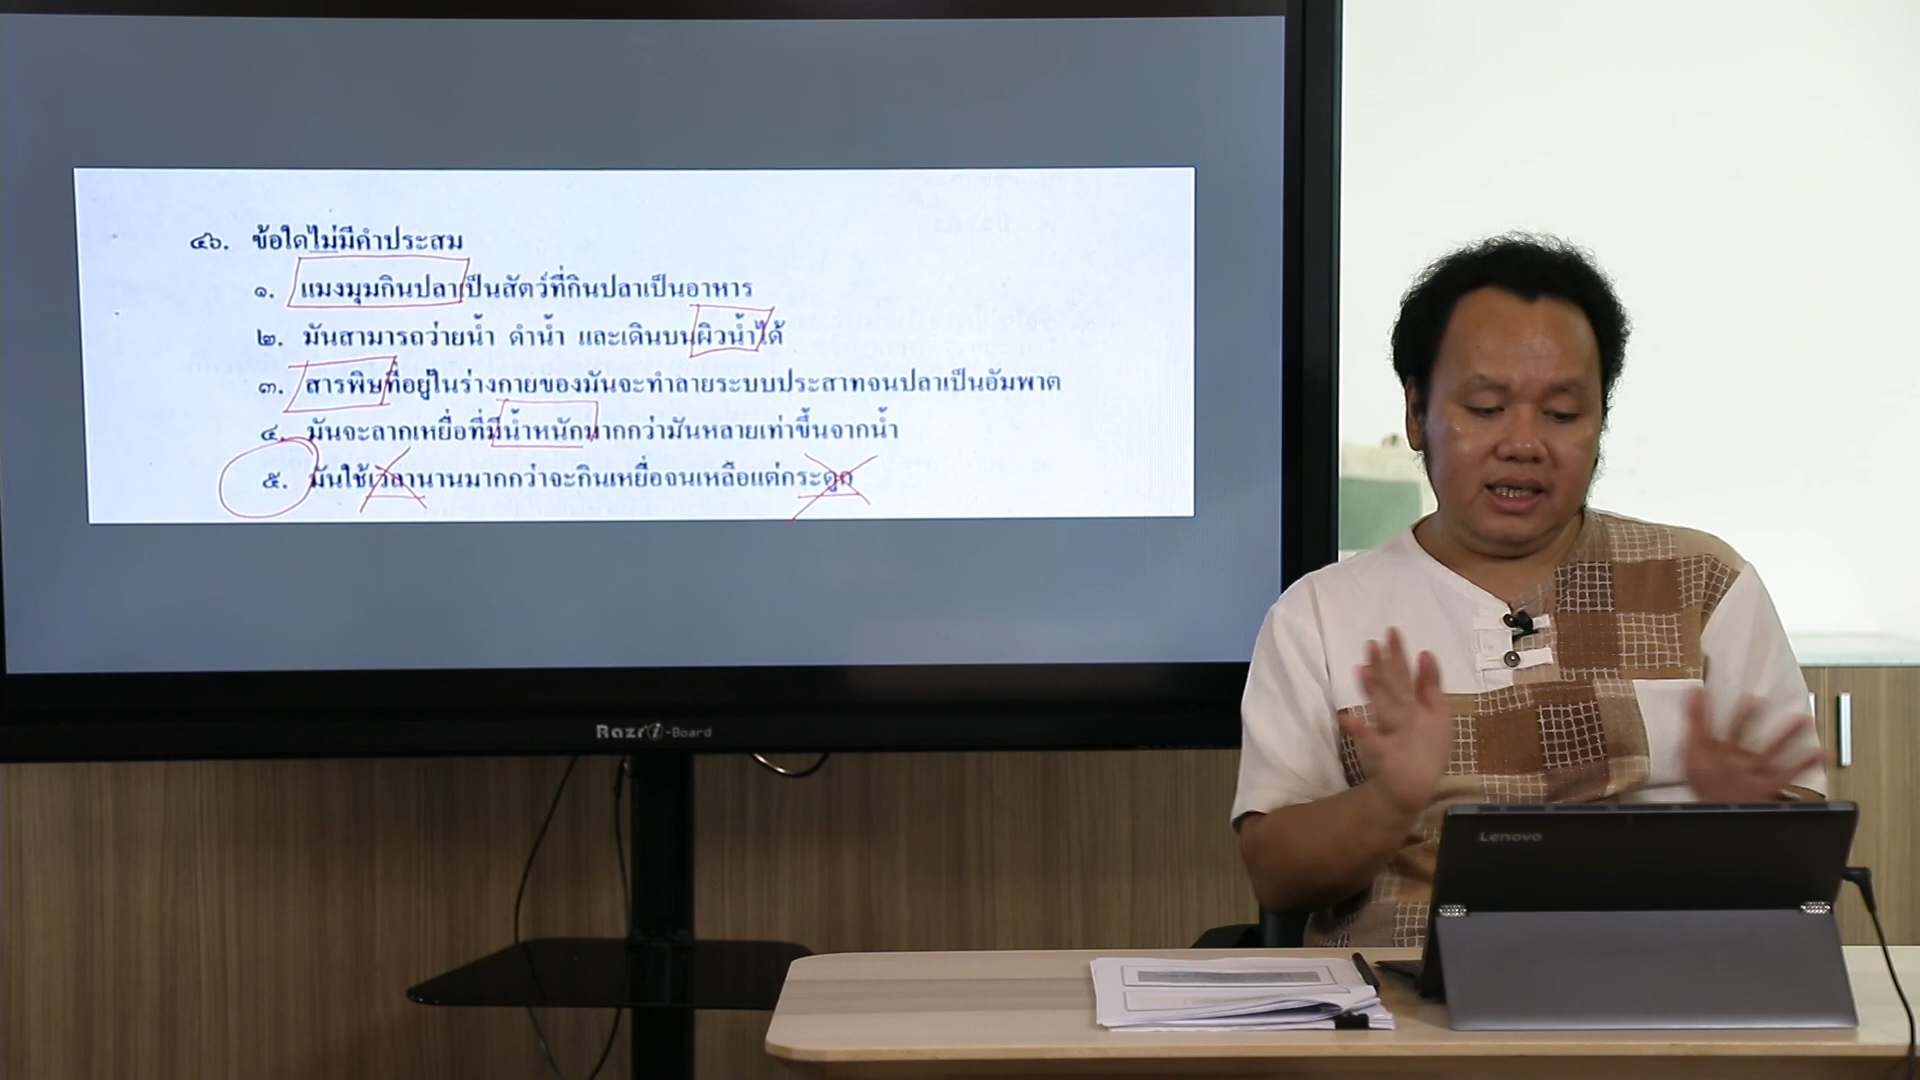 ๔๖. ข้อใดไม่มีคำประสม
๑. แมงมุมกินปลาเป็นสัตว์ที่กินปลาเป็นอาหาร
๒. มันสามารถว่ายน้ำ ดำน้ำ และเดินบนผิวน้ำได้
๓. สารพิษที่อยู่ในร่างกายของมันจะทำลายระบบประสาทจนปลาเป็นอัมพาต
๔. มันจะลากเหยื่อที่มีน้ำหนักมากกว่ามันหลายเท่าขึ้นจากน้ำ
๕. มันใช้เวลานานมากกว่าจะกินเหยื่อจนเหลือแต่กระดูก
Razr i-Board
Lenovo